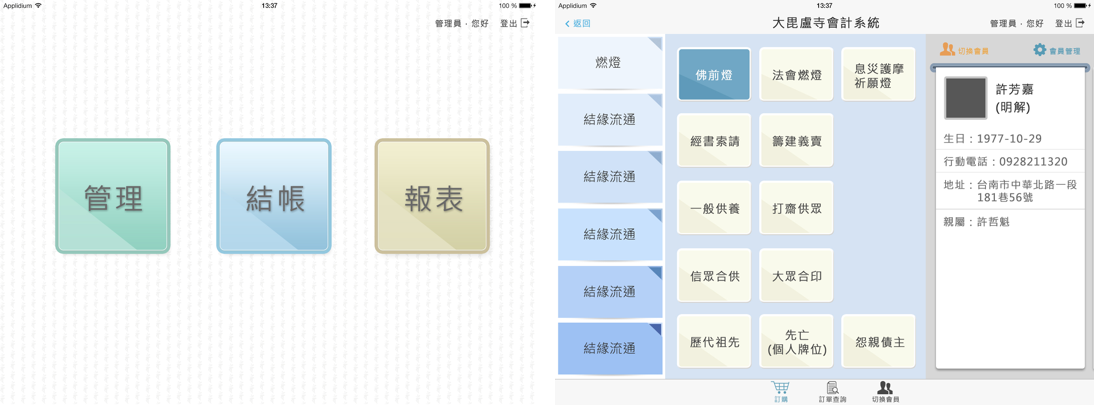 Applidium
13:37
100 %
管理員，您好 登出
管理
結帳
報表
Applidium
13:37
100 %
返回
大毘盧寺會計系統
管理員，您好 登出
燃燈
結緣流通
結緣流通
結緣流通
結緣流通
結緣流通
佛前燈
法會燃燈
息災護摩
祈願燈
經書索請
籌建義賣
一般供養
打齋供眾
信眾合供
大眾合印
歷代祖先
先亡
(個人牌位)
怨親債主
切換會員
會員管理
許芳嘉
(明解)
生日：1977-10-29
行動電話：0928211320
地址：台南市中華北路一段
181巷56號
親屬：許哲魁
訂購
訂單查詢
切換會員